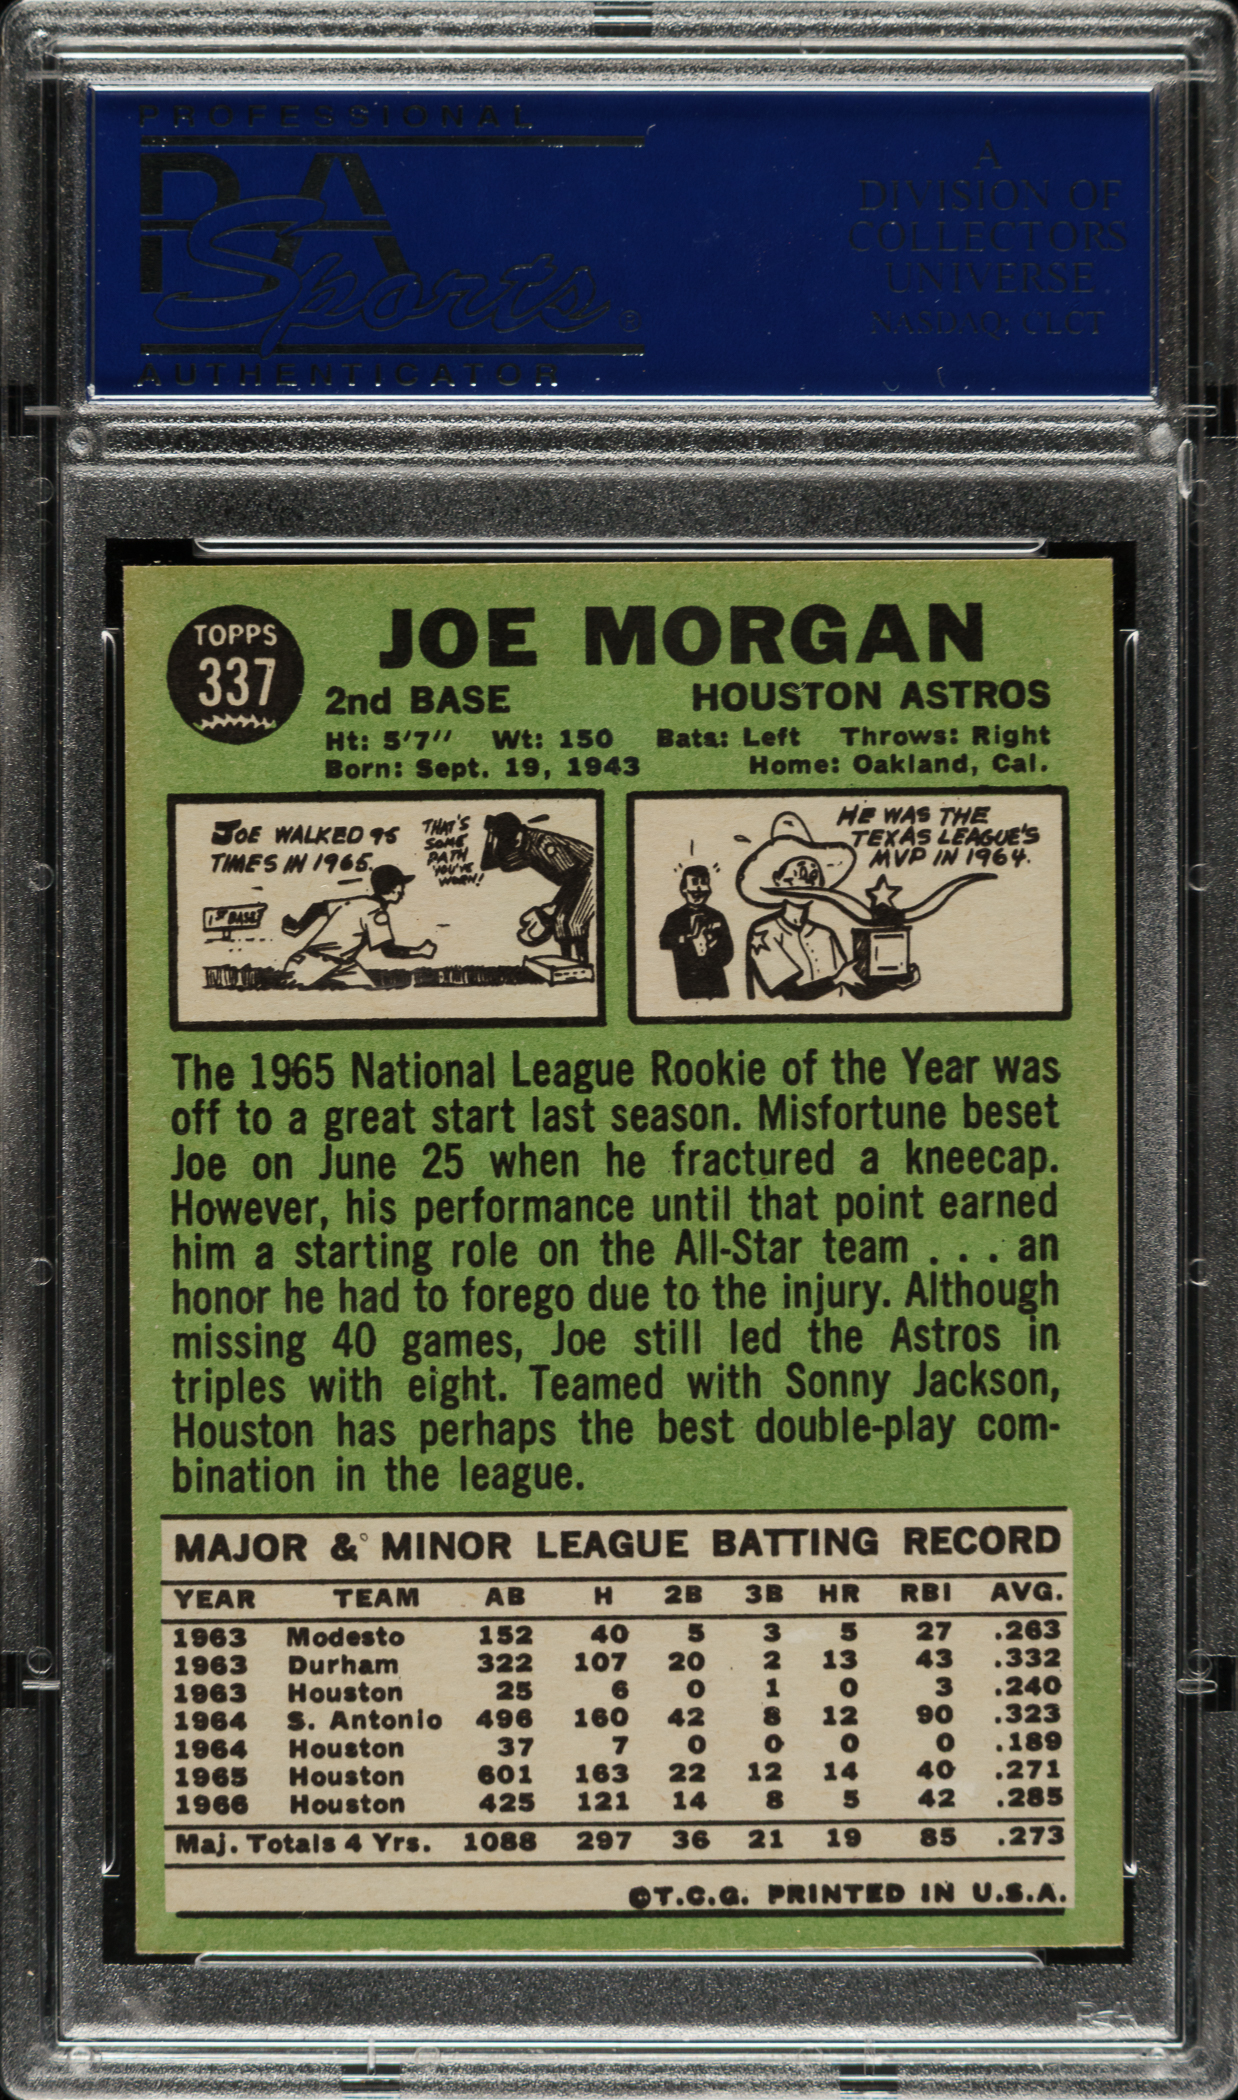 PROFESSIONAL
PSA
Sports®
AUTHENTICATOR
A
DIVISION OF
COLLECTORS
UNIVERSE
NASDAQ: CLCT
TOPPS
337
JOE MORGAN
2nd BASE HOUSTON ASTROS
Ht: 5'7" Wt: 150 Bats: Left Throws: Right
Born: Sept. 19, 1943 Home: Oakland, Cal.
JOE WALKED 95
TIMES IN 1965.
THAT'S
SOME
PATH
YOU'VE
WORN!
1ST BASE
HE WAS THE
TEXAS LEAGUE'S
MVP IN 1964.
The 1965 National League Rookie of the Year was
off to a great start last season. Misfortune beset
Joe on June 25 when he fractured a kneecap.
However, his performance until that point earned
him a starting role on the All-Star team . . . an
honor he had to forego due to the injury. Although
missing 40 games, Joe still led the Astros in
triples with eight. Teamed with Sonny Jackson,
Houston has perhaps the best double-play com-
bination in the league.
MAJOR & MINOR LEAGUE BATTING RECORD
YEAR TEAM AB H 2B 3B HR RBI AVG.
1963 Modesto 152 40 5 3 5 27 .263
1963 Durham 322 107 20 2 13 43 .332
1963 Houston 25 6 0 1 0 3 .240
1964 S. Antonio 496 160 42 8 12 90 .323
1964 Houston 37 7 0 0 0 0 .189
1965 Houston 601 163 22 12 14 40 .271
1966 Houston 425 121 14 8 5 42 .285
Maj. Totals 4 Yrs. 1088 297 36 21 19 85 .273
©T.C.G. PRINTED IN U.S.A.
PSA